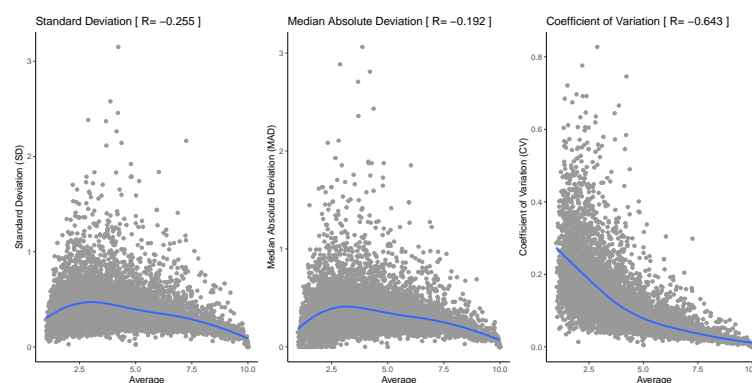 Standard Deviation [ R= −0.255 ]
Median Absolute Deviation [ R= −0.192 ]
Coefficient of Variation [ R= −0.643 ]
Standard Deviation (SD)
3
2
1
0
2.5 5.0 7.5 10.0
Average
Median Absolute Deviation (MAD)
3
2
1
0
2.5 5.0 7.5 10.0
Average
Coefficient of Variation (CV)
0.8
0.6
0.4
0.2
0.0
2.5 5.0 7.5 10.0
Average